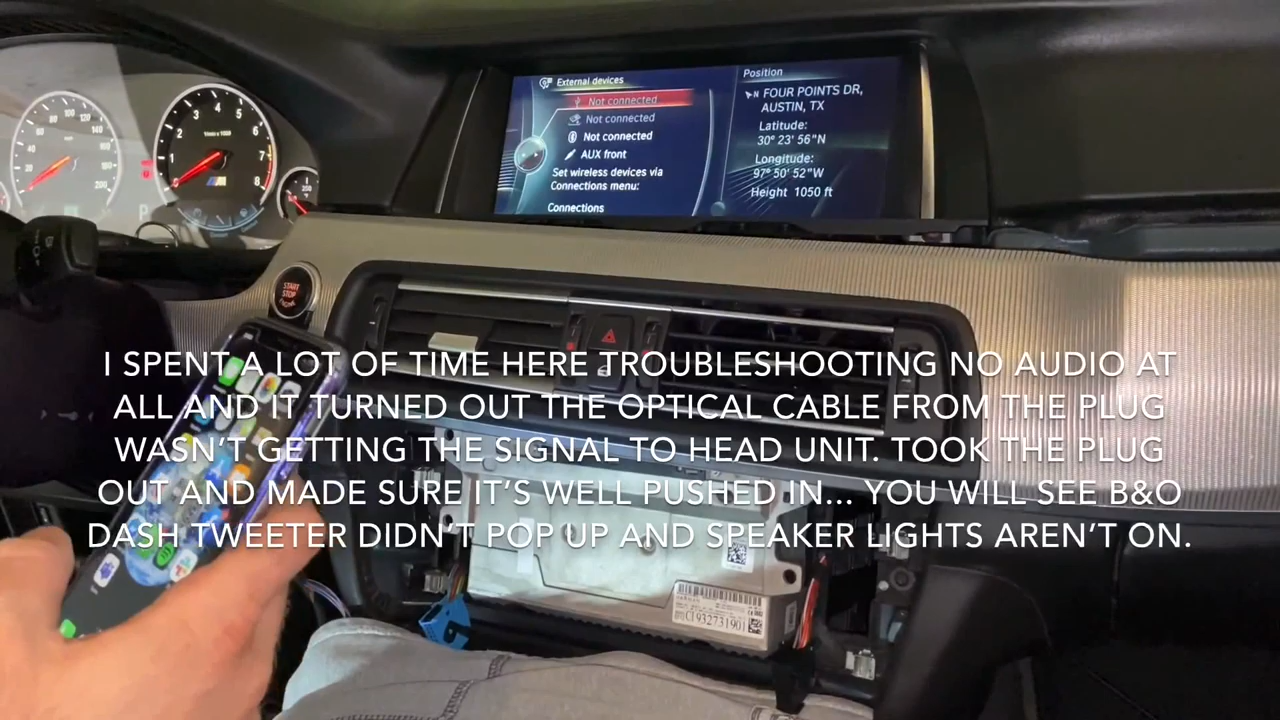 External devices
Not connected
Not connected
Not connected
AUX front
Set wireless devices via
Connections menu:
Connections
Position
N FOUR POINTS DR,
AUSTIN, TX
Latitude:
30° 23' 56"N
Longitude:
97° 50' 52"W
Height 1050 ft
START
STOP
I SPENT A LOT OF TIME HERE TROUBLESHOOTING NO AUDIO AT
ALL AND IT TURNED OUT THE OPTICAL CABLE FROM THE PLUG
WASN'T GETTING THE SIGNAL TO HEAD UNIT. TOOK THE PLUG
OUT AND MADE SURE IT'S WELL PUSHED IN... YOU WILL SEE B&O
DASH TWEETER DIDN'T POP UP AND SPEAKER LIGHTS AREN'T ON.
CI932731901